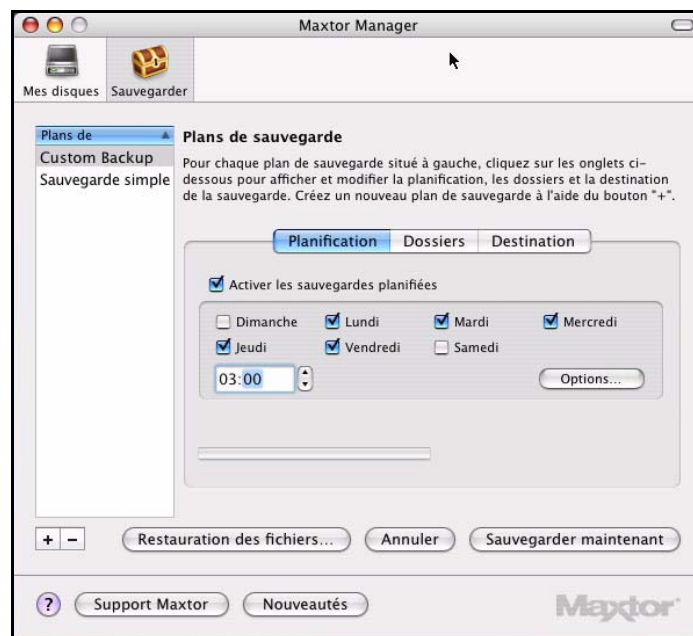 Maxtor Manager
Mes disques
Sauvegarder
Plans de
Custom Backup
Sauvegarde simple
Plans de sauvegarde
Pour chaque plan de sauvegarde situé à gauche, cliquez sur les onglets ci-
dessous pour afficher et modifier la planification, les dossiers et la destination
de la sauvegarde. Créez un nouveau plan de sauvegarde à l'aide du bouton "+".
Planification Dossiers Destination
Activer les sauvegardes planifiées
Dimanche Lundi Mardi Mercredi
Jeudi Vendredi Samedi
03:00
Options...
+ −
Restauration des fichiers... Annuler Sauvegarder maintenant
? Support Maxtor Nouveautés
Maxtor